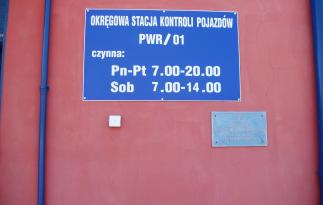 OKRĘGOWA STACJA KONTROLI POJAZDÓW
PWR/01
czynna:
Pn-Pt 7.00-20.00
Sob 7.00-14.00